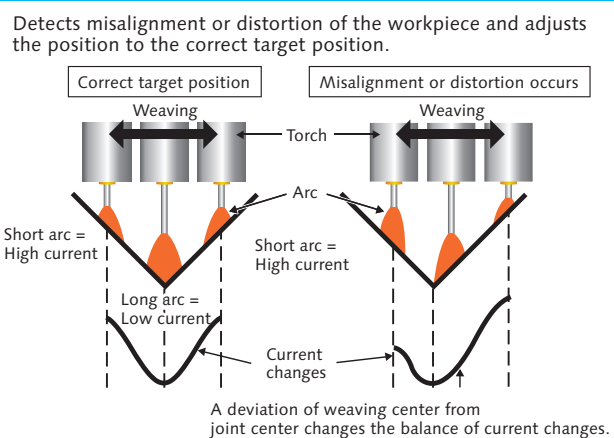 Detects misalignment or distortion of the workpiece and adjusts
the position to the correct target position.
Correct target position
Misalignment or distortion occurs
Weaving
Weaving
Torch
Arc
Short arc =
High current
Short arc =
High current
Long arc =
Low current
Current
changes
A deviation of weaving center from
joint center changes the balance of current changes.